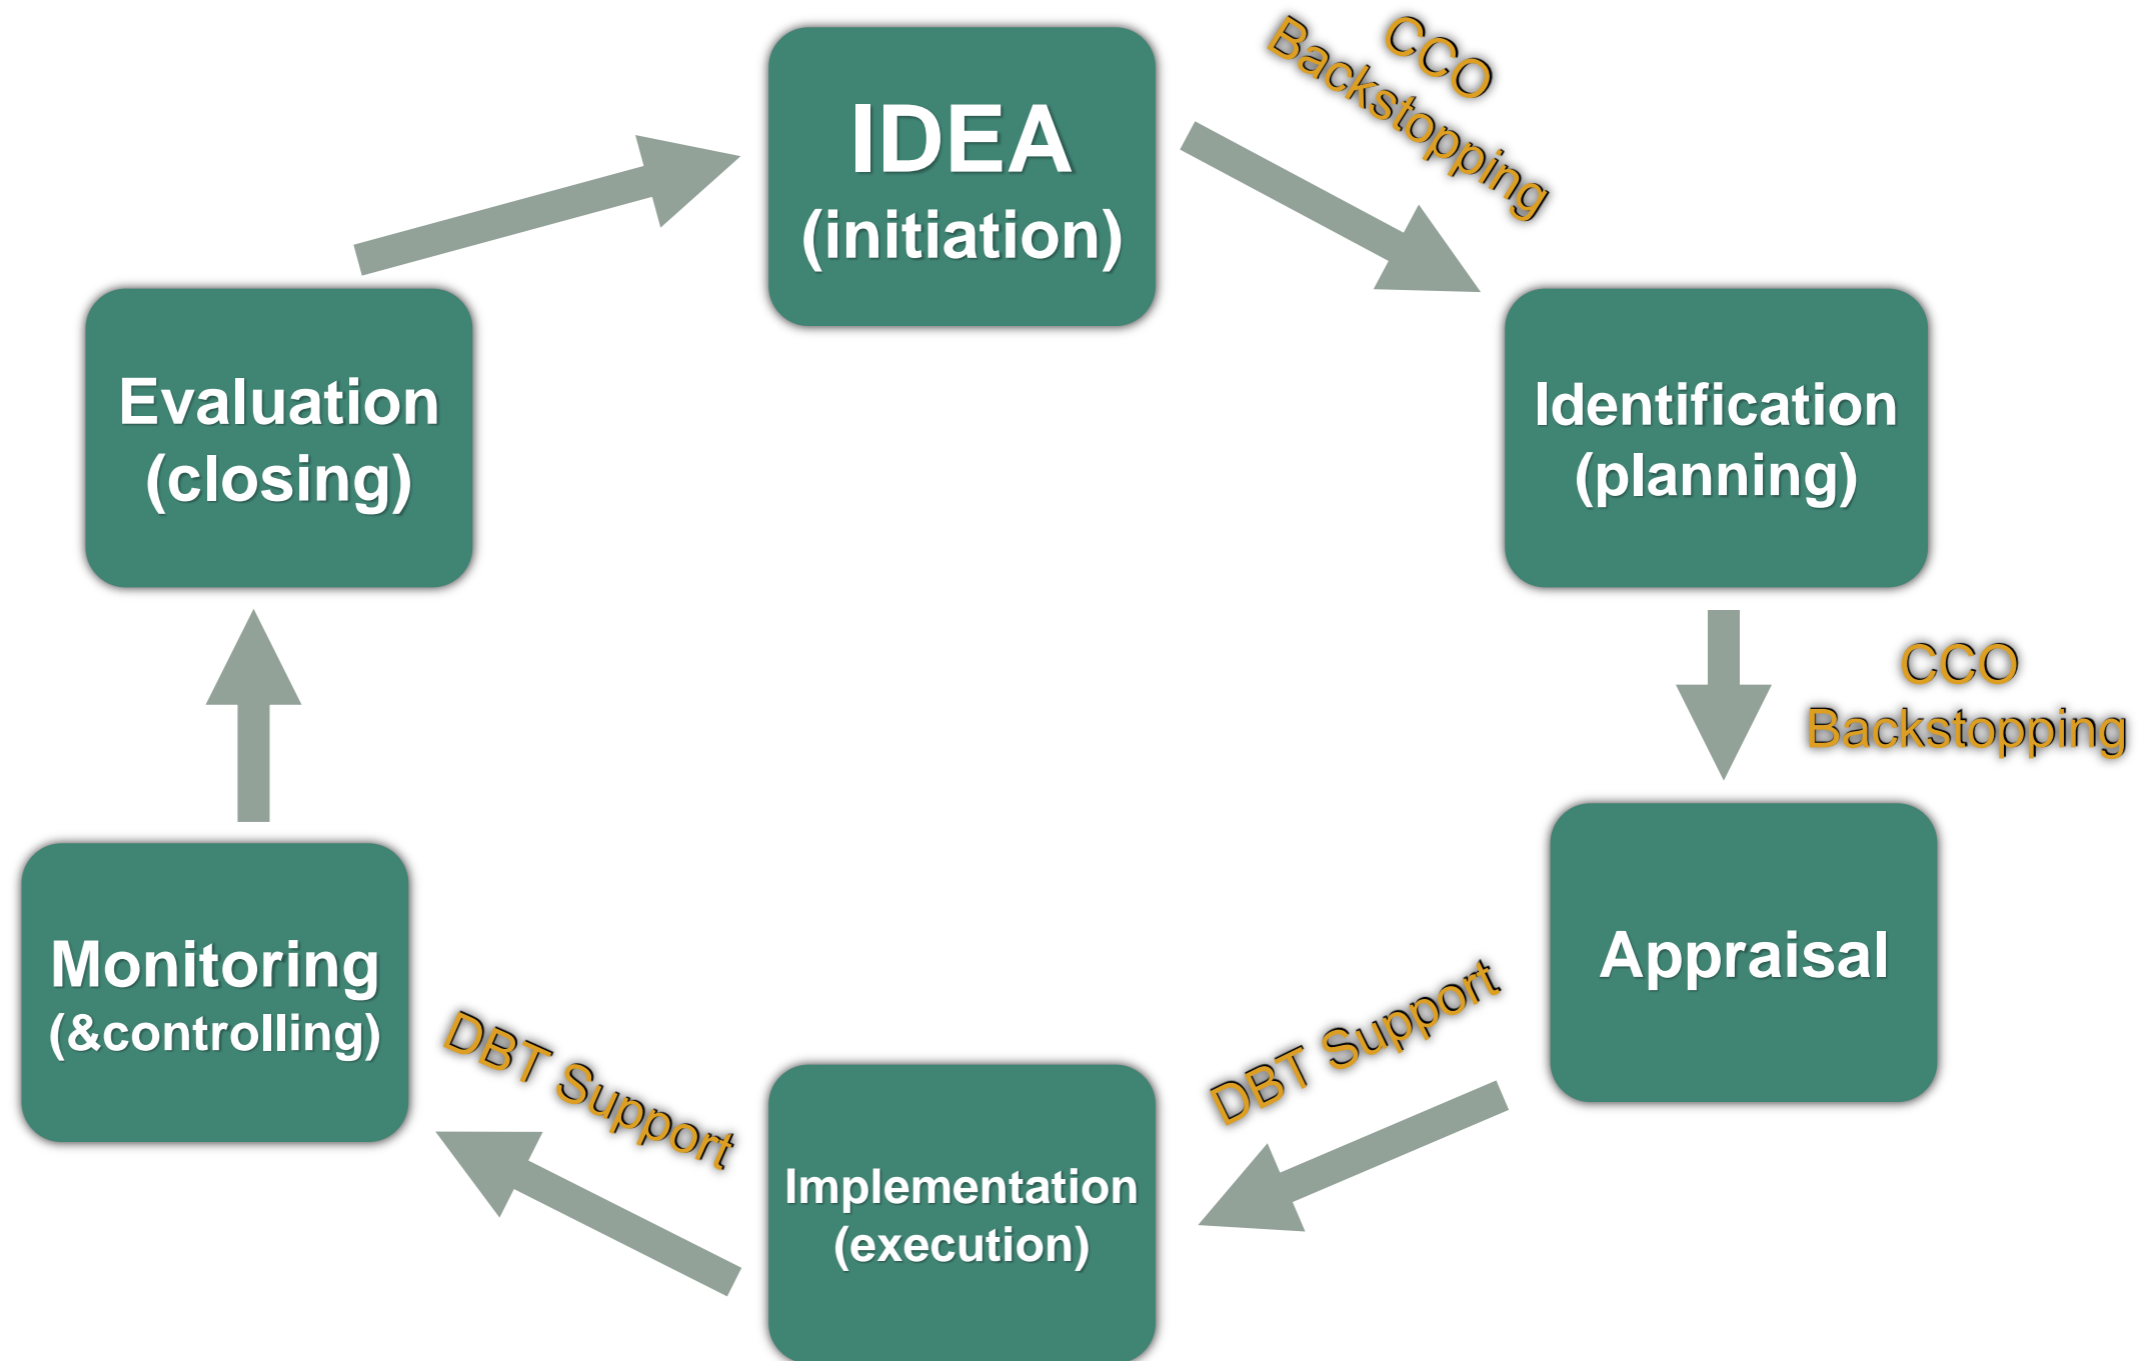 IDEA
(initiation)
CCO
Backstopping
Identification
(planning)
CCO
Backstopping
Appraisal
DBT Support
Implementation
(execution)
DBT Support
Monitoring
(&controlling)
Evaluation
(closing)